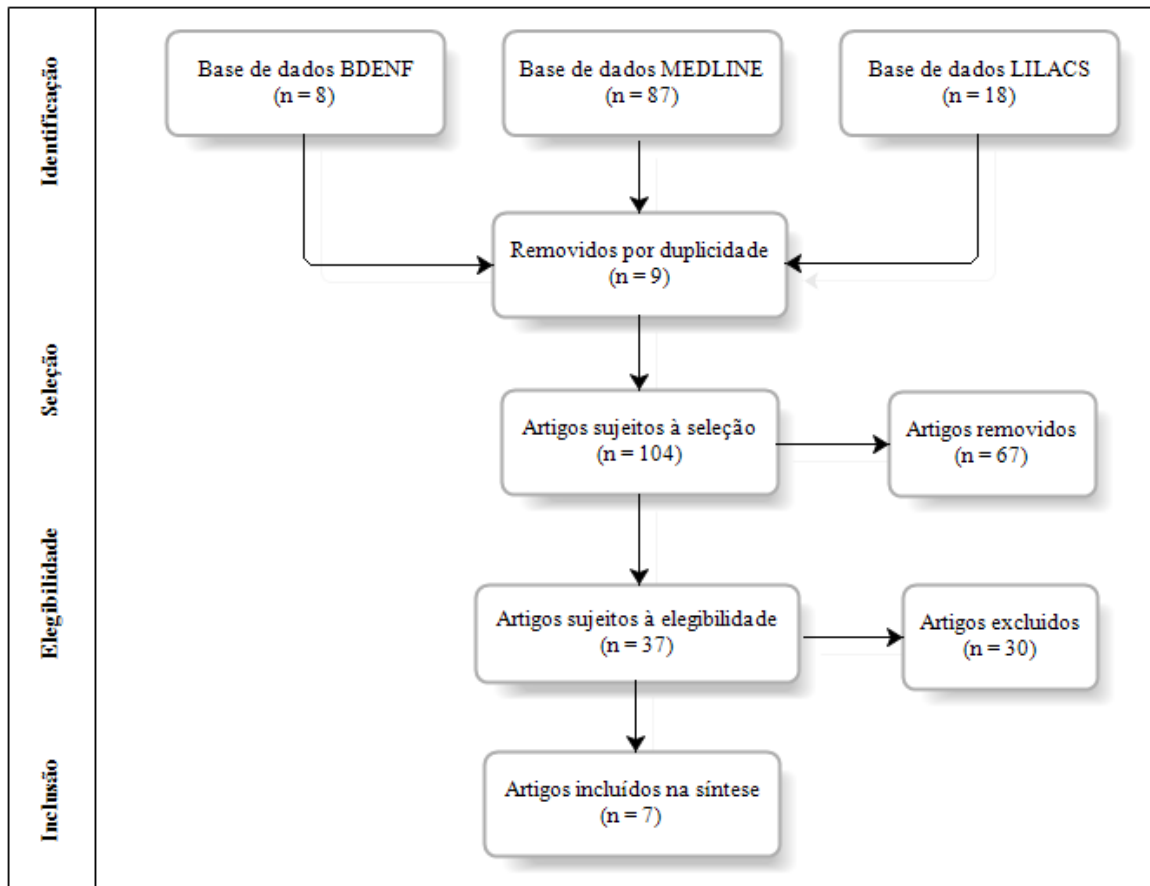 Identificação
Base de dados BDENF
(n = 8)
Base de dados MEDLINE
(n = 87)
Base de dados LILACS
(n = 18)
Removidos por duplicidade
(n = 9)
Seleção
Artigos sujeitos à seleção
(n = 104)
Artigos removidos
(n = 67)
Elegibilidade
Artigos sujeitos à elegibilidade
(n = 37)
Artigos excluidos
(n = 30)
Inclusão
Artigos incluídos na síntese
(n = 7)